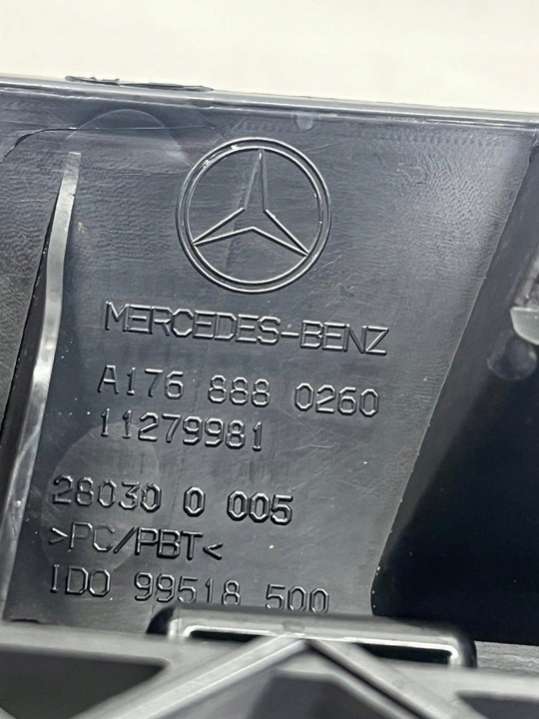 MERCEDES-BENZ
A176 888 0260
11279981
28030 0 005
>PC/PBT<
IDO 99518 500